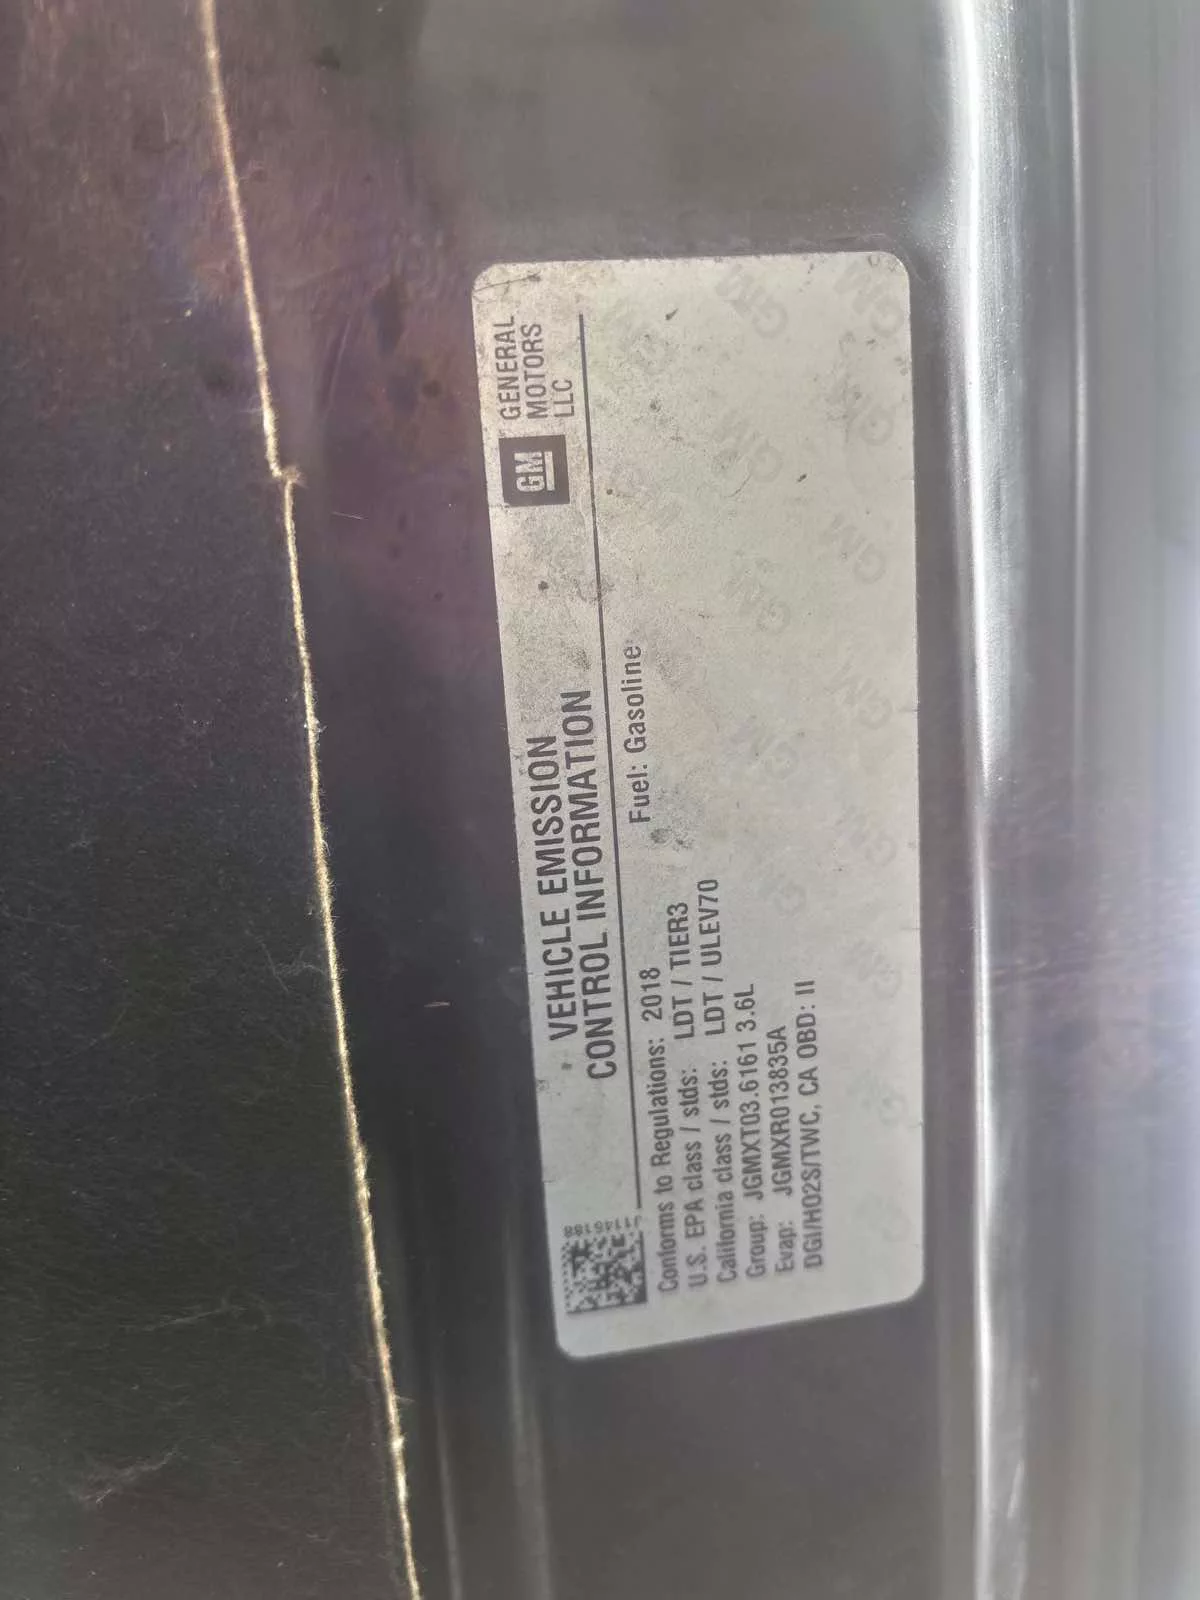 GM
GENERAL
MOTORS
LLC
VEHICLE EMISSION
CONTROL INFORMATION
Conforms to Regulations: 2018
Fuel: Gasoline
U.S. EPA class / stds: LDT / TIER3
California class / stds: LDT / ULEV70
Group: JGMXT03.6161 3.6L
Evap: JGMXR013835A
DGI/HO2S/TWC, CA OBD: II